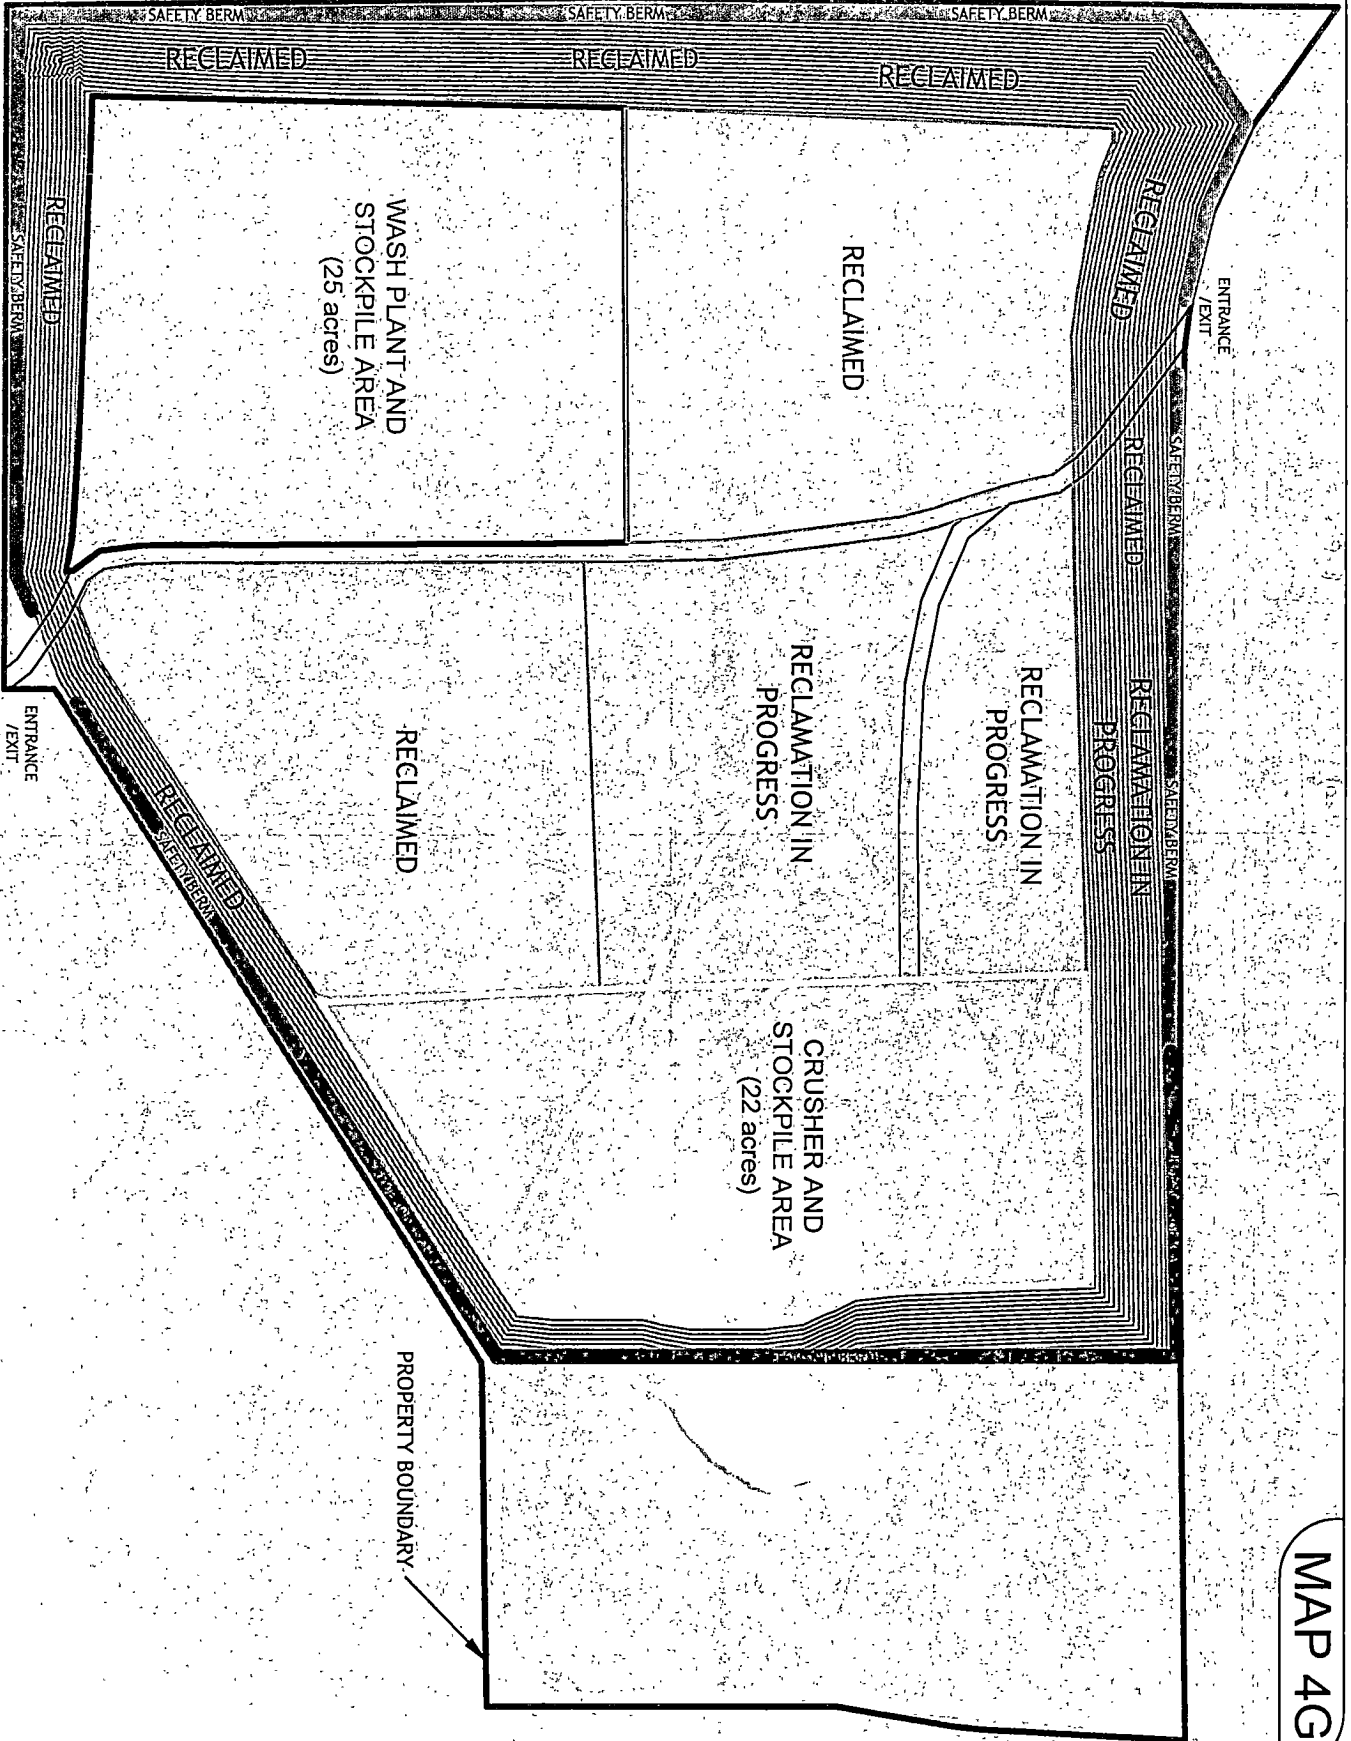 MAP 4G
SAFETY BERM
SAFETY BERM
SAFETY BERM
RECLAIMED
RECLAIMED
RECLAIMED
RECLAIMED
ENTRANCE
/EXIT
RECLAIMED
SAFETY BERM
RECLAMATION IN
PROGRESS
SAFETY BERM
RECLAIMED
WASH PLANT AND
STOCKPILE AREA
(25 acres)
RECLAIMED
SAFETY BERM
RECLAMATION IN
PROGRESS
RECLAMATION IN
PROGRESS
RECLAIMED
CRUSHER AND
STOCKPILE AREA
(22 acres)
ENTRANCE
/EXIT
RECLAIMED
SAFETY BERM
PROPERTY BOUNDARY